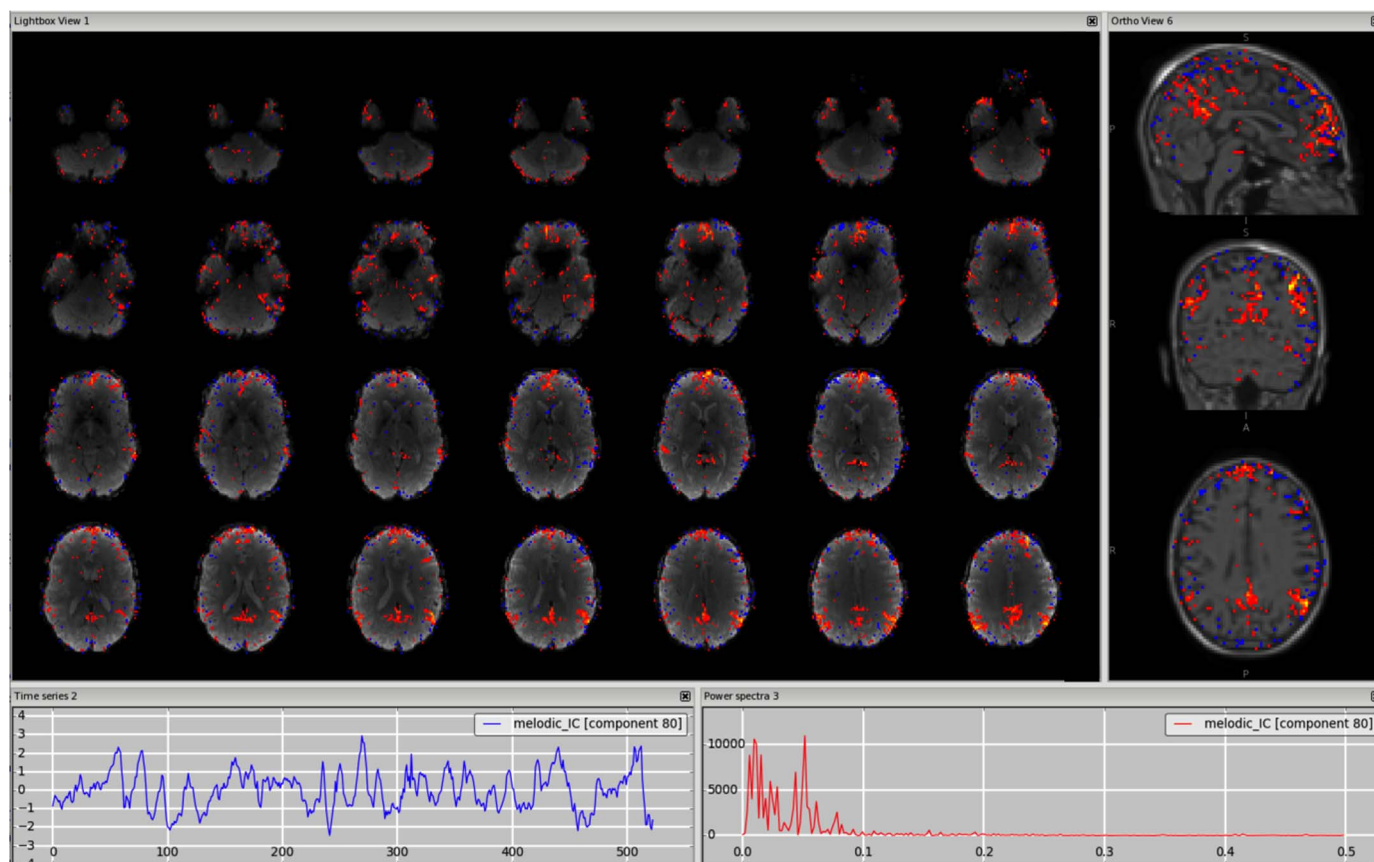 Lightbox View 1
Ortho View 6
S
P
I
S
R
I
A
R
P
Time series 2
melodic_IC [component 80]
4
3
2
1
0
−1
−2
−3
−4
0
100
200
300
400
500
Power spectra 3
melodic_IC [component 80]
10000
5000
0
0.0
0.1
0.2
0.3
0.4
0.5